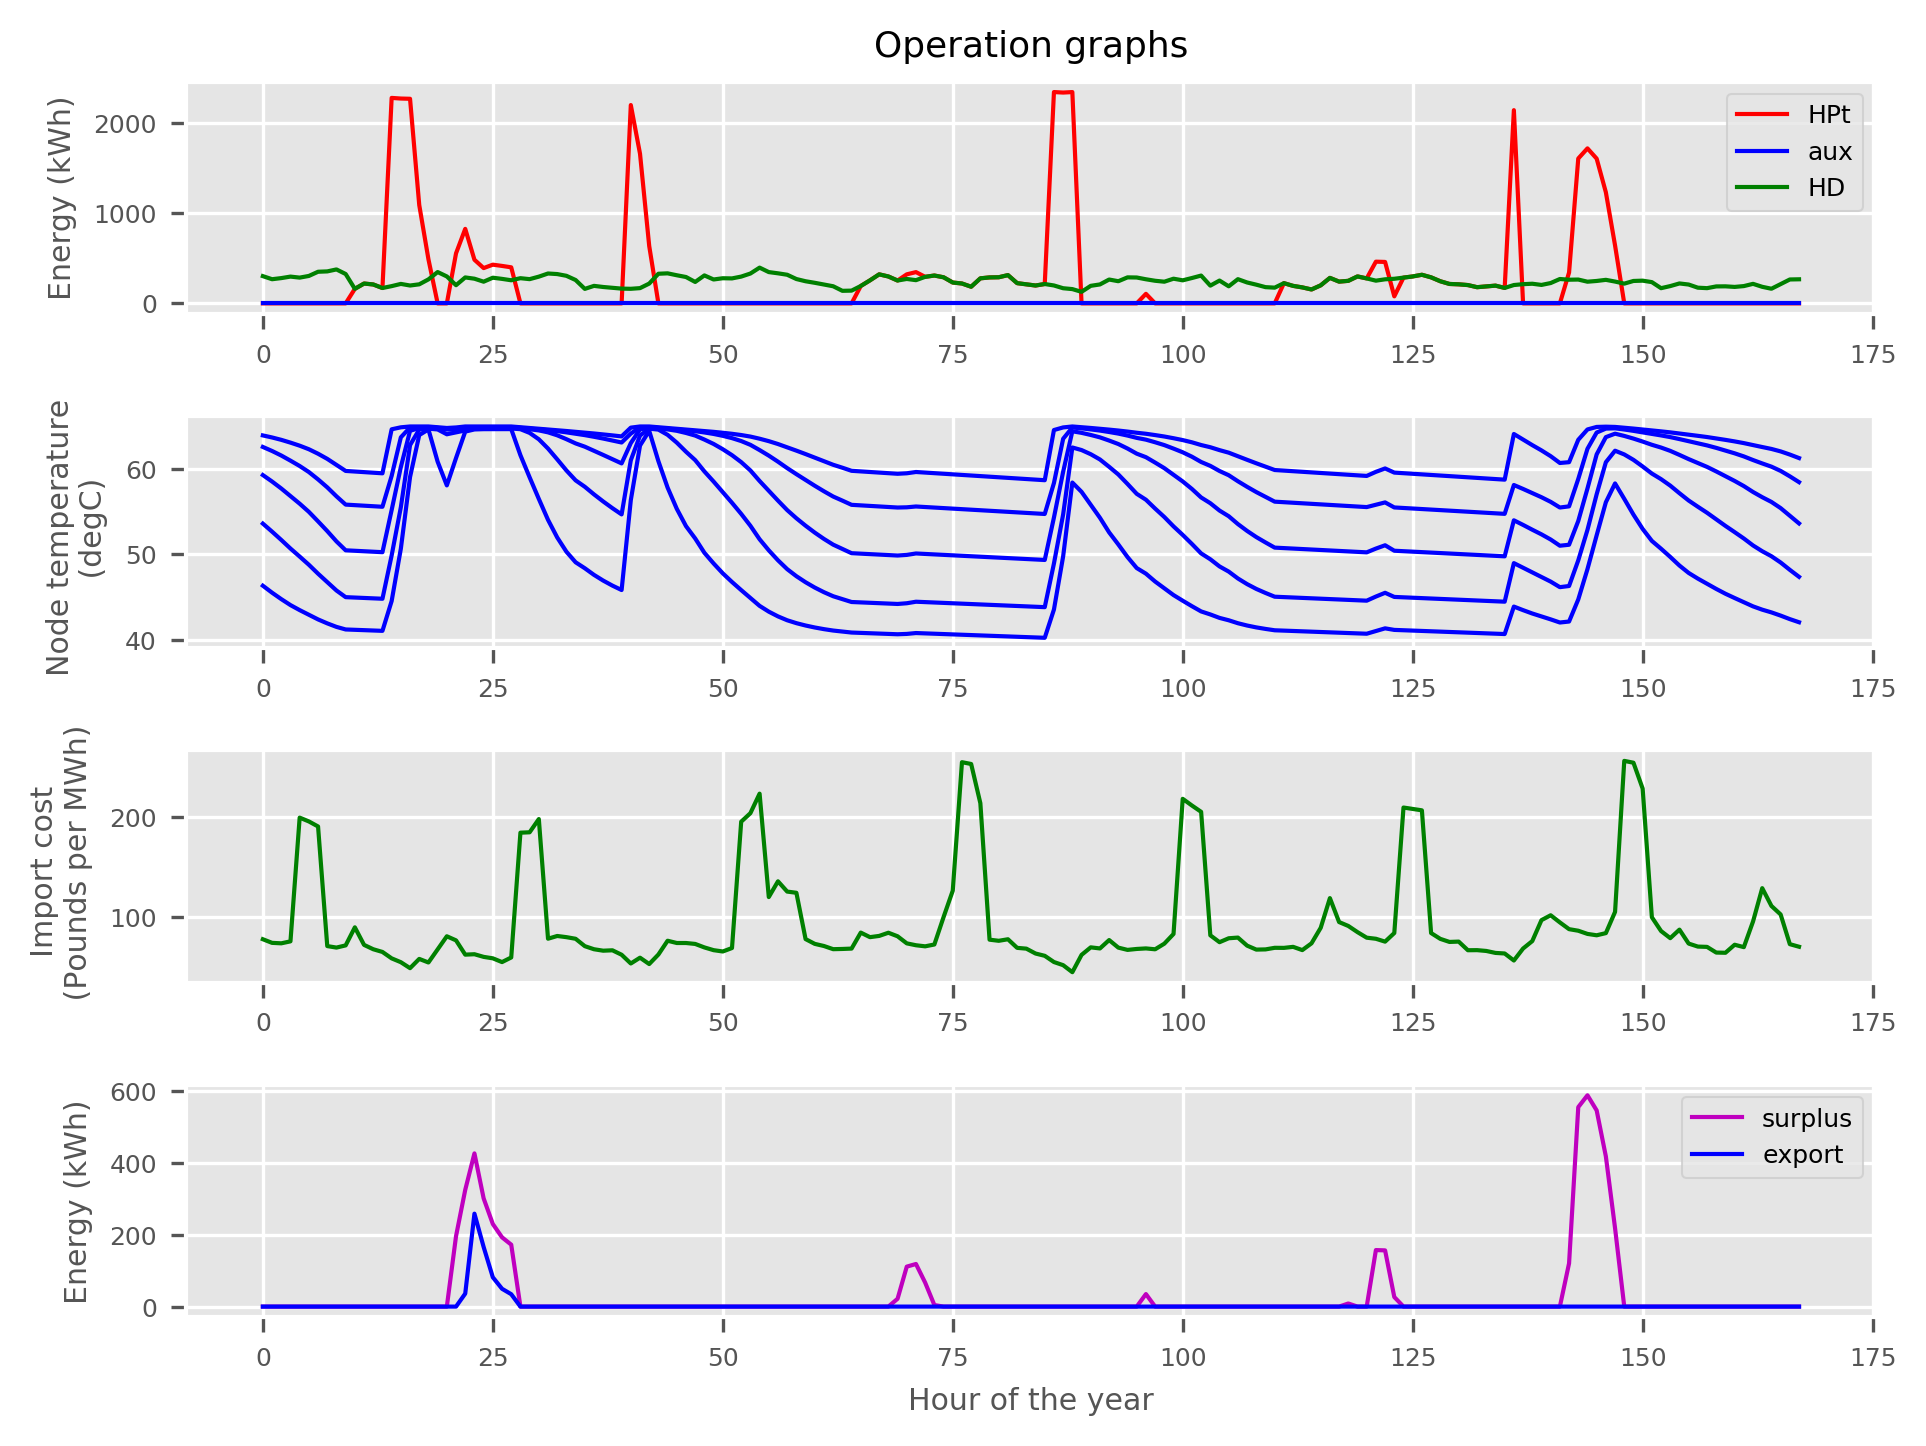 Operation graphs
Energy (kWh)
2000
1000
0
HPt
aux
HD
0 25 50 75 100 125 150 175
Node temperature
(degC)
60
50
40
0 25 50 75 100 125 150 175
Import cost
(Pounds per MWh)
200
100
0 25 50 75 100 125 150 175
Energy (kWh)
600
400
200
0
surplus
export
0 25 50 75 100 125 150 175
Hour of the year